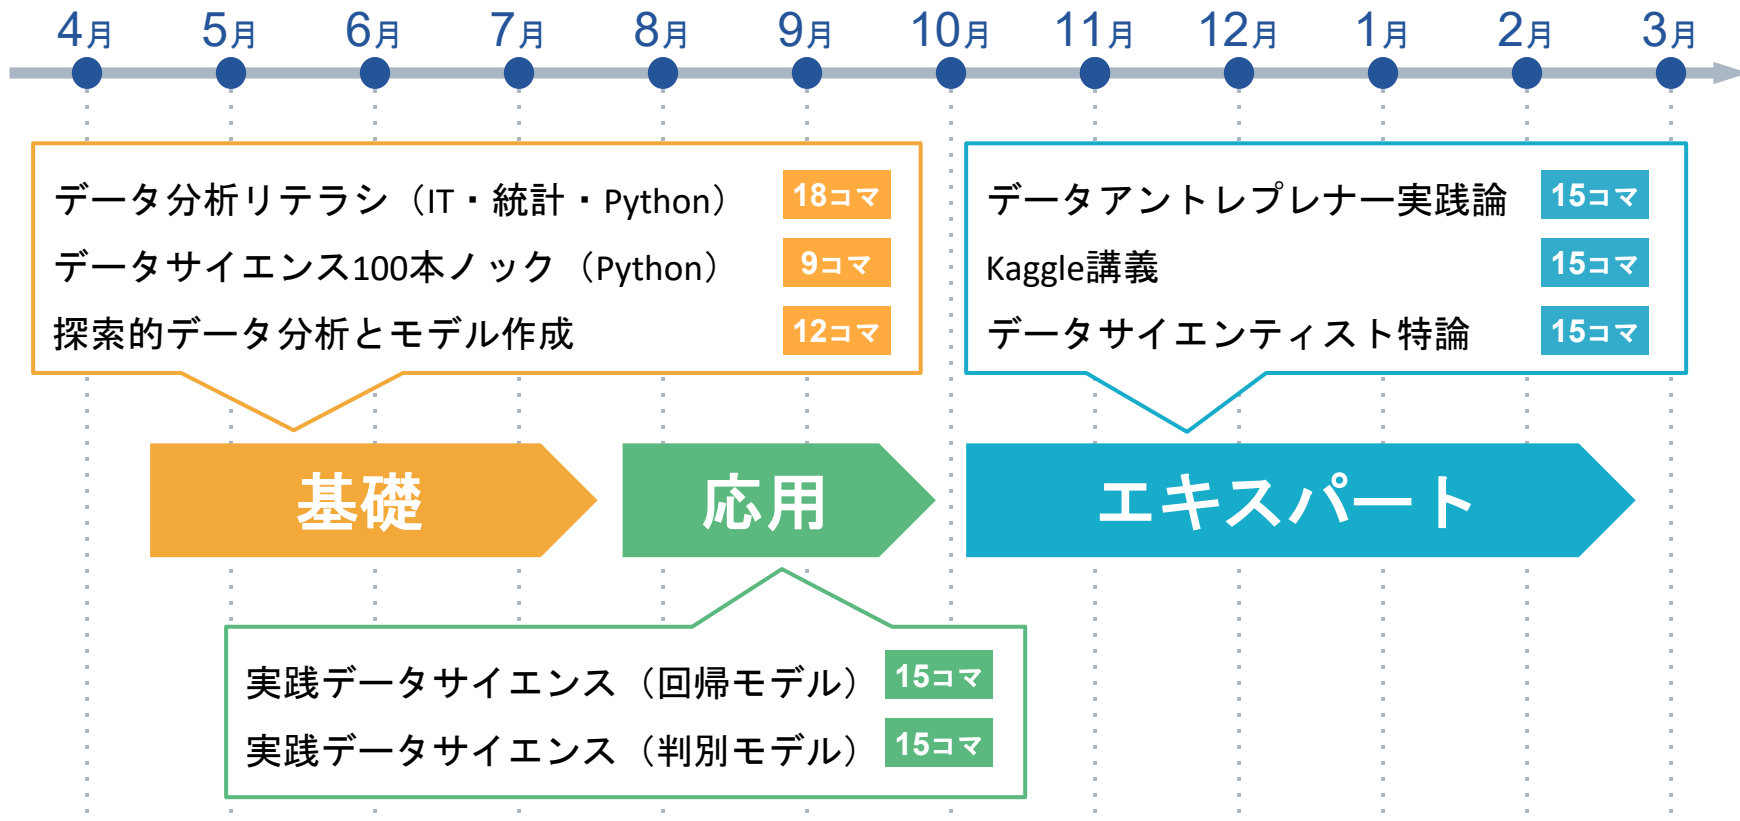 4月 5月 6月 7月 8月 9月 10月 11月 12月 1月 2月 3月
データ分析リテラシ（IT・統計・Python） 18コマ
データサイエンス100本ノック（Python） 9コマ
探索的データ分析とモデル作成 12コマ
データアントレプレナー実践論 15コマ
Kaggle講義 15コマ
データサイエンティスト特論 15コマ
基礎 応用 エキスパート
実践データサイエンス（回帰モデル） 15コマ
実践データサイエンス（判別モデル） 15コマ